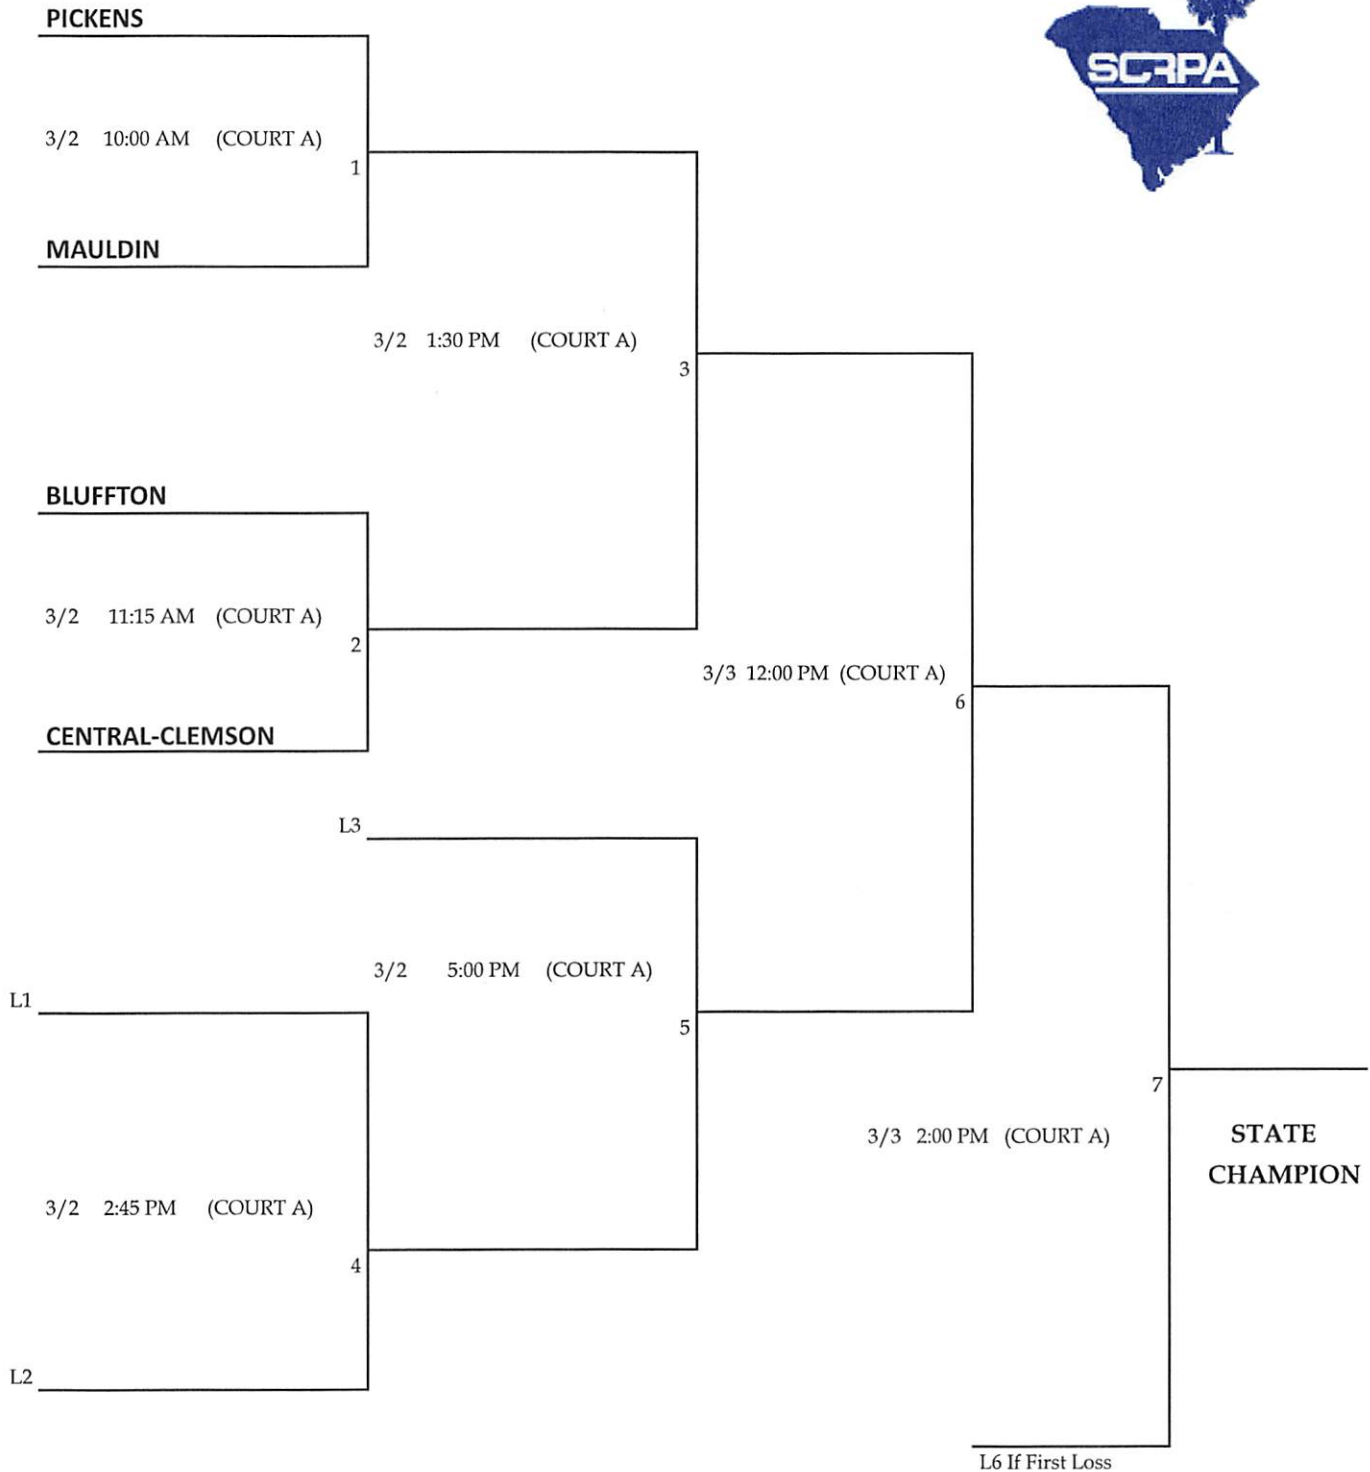 PICKENS
SCRPA
3/2 10:00 AM (COURT A)
1
MAULDIN
3/2 1:30 PM (COURT A)
3
BLUFFTON
3/2 11:15 AM (COURT A)
2
3/3 12:00 PM (COURT A)
6
CENTRAL-CLEMSON
L3
3/2 5:00 PM (COURT A)
L1
5
7
3/3 2:00 PM (COURT A)
STATE
CHAMPION
3/2 2:45 PM (COURT A)
4
L2
L6 If First Loss